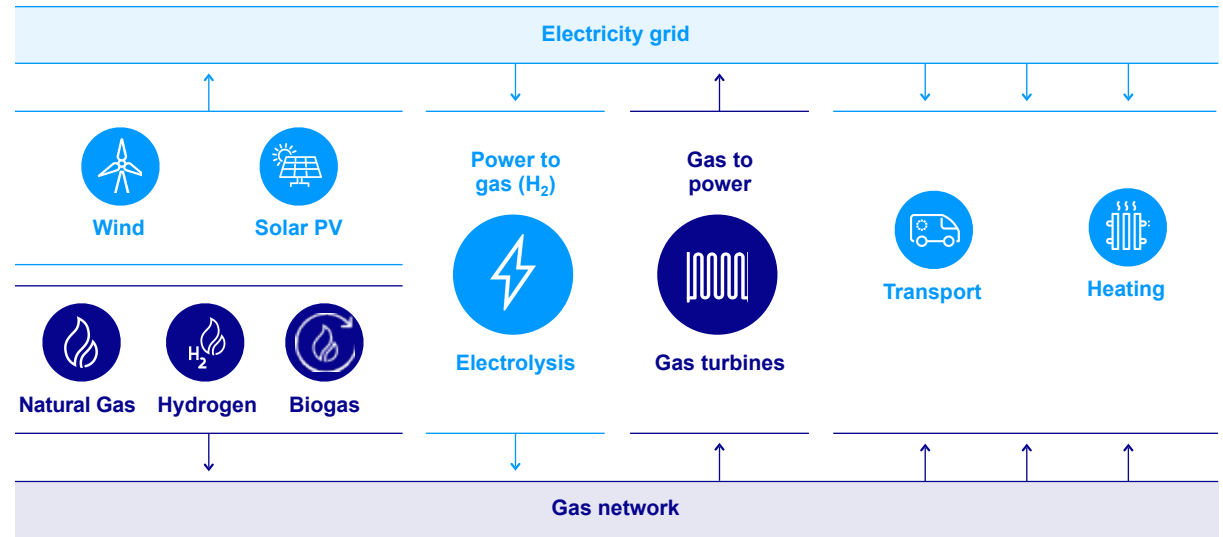 Electricity grid
Wind
Solar PV
Natural Gas
H2
Hydrogen
Biogas
Power to
gas (H₂)
Electrolysis
Gas to
power
Gas turbines
Transport
Heating
Gas network